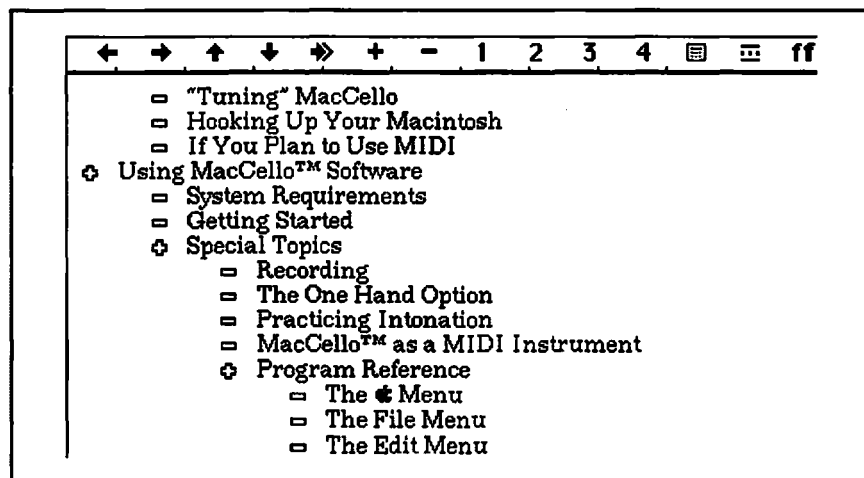 1 2 3 4 ff
"Tuning" MacCello
Hooking Up Your Macintosh
If You Plan to Use MIDI
Using MacCello™ Software
System Requirements
Getting Started
Special Topics
Recording
The One Hand Option
Practicing Intonation
MacCello™ as a MIDI Instrument
Program Reference
The  Menu
The File Menu
The Edit Menu